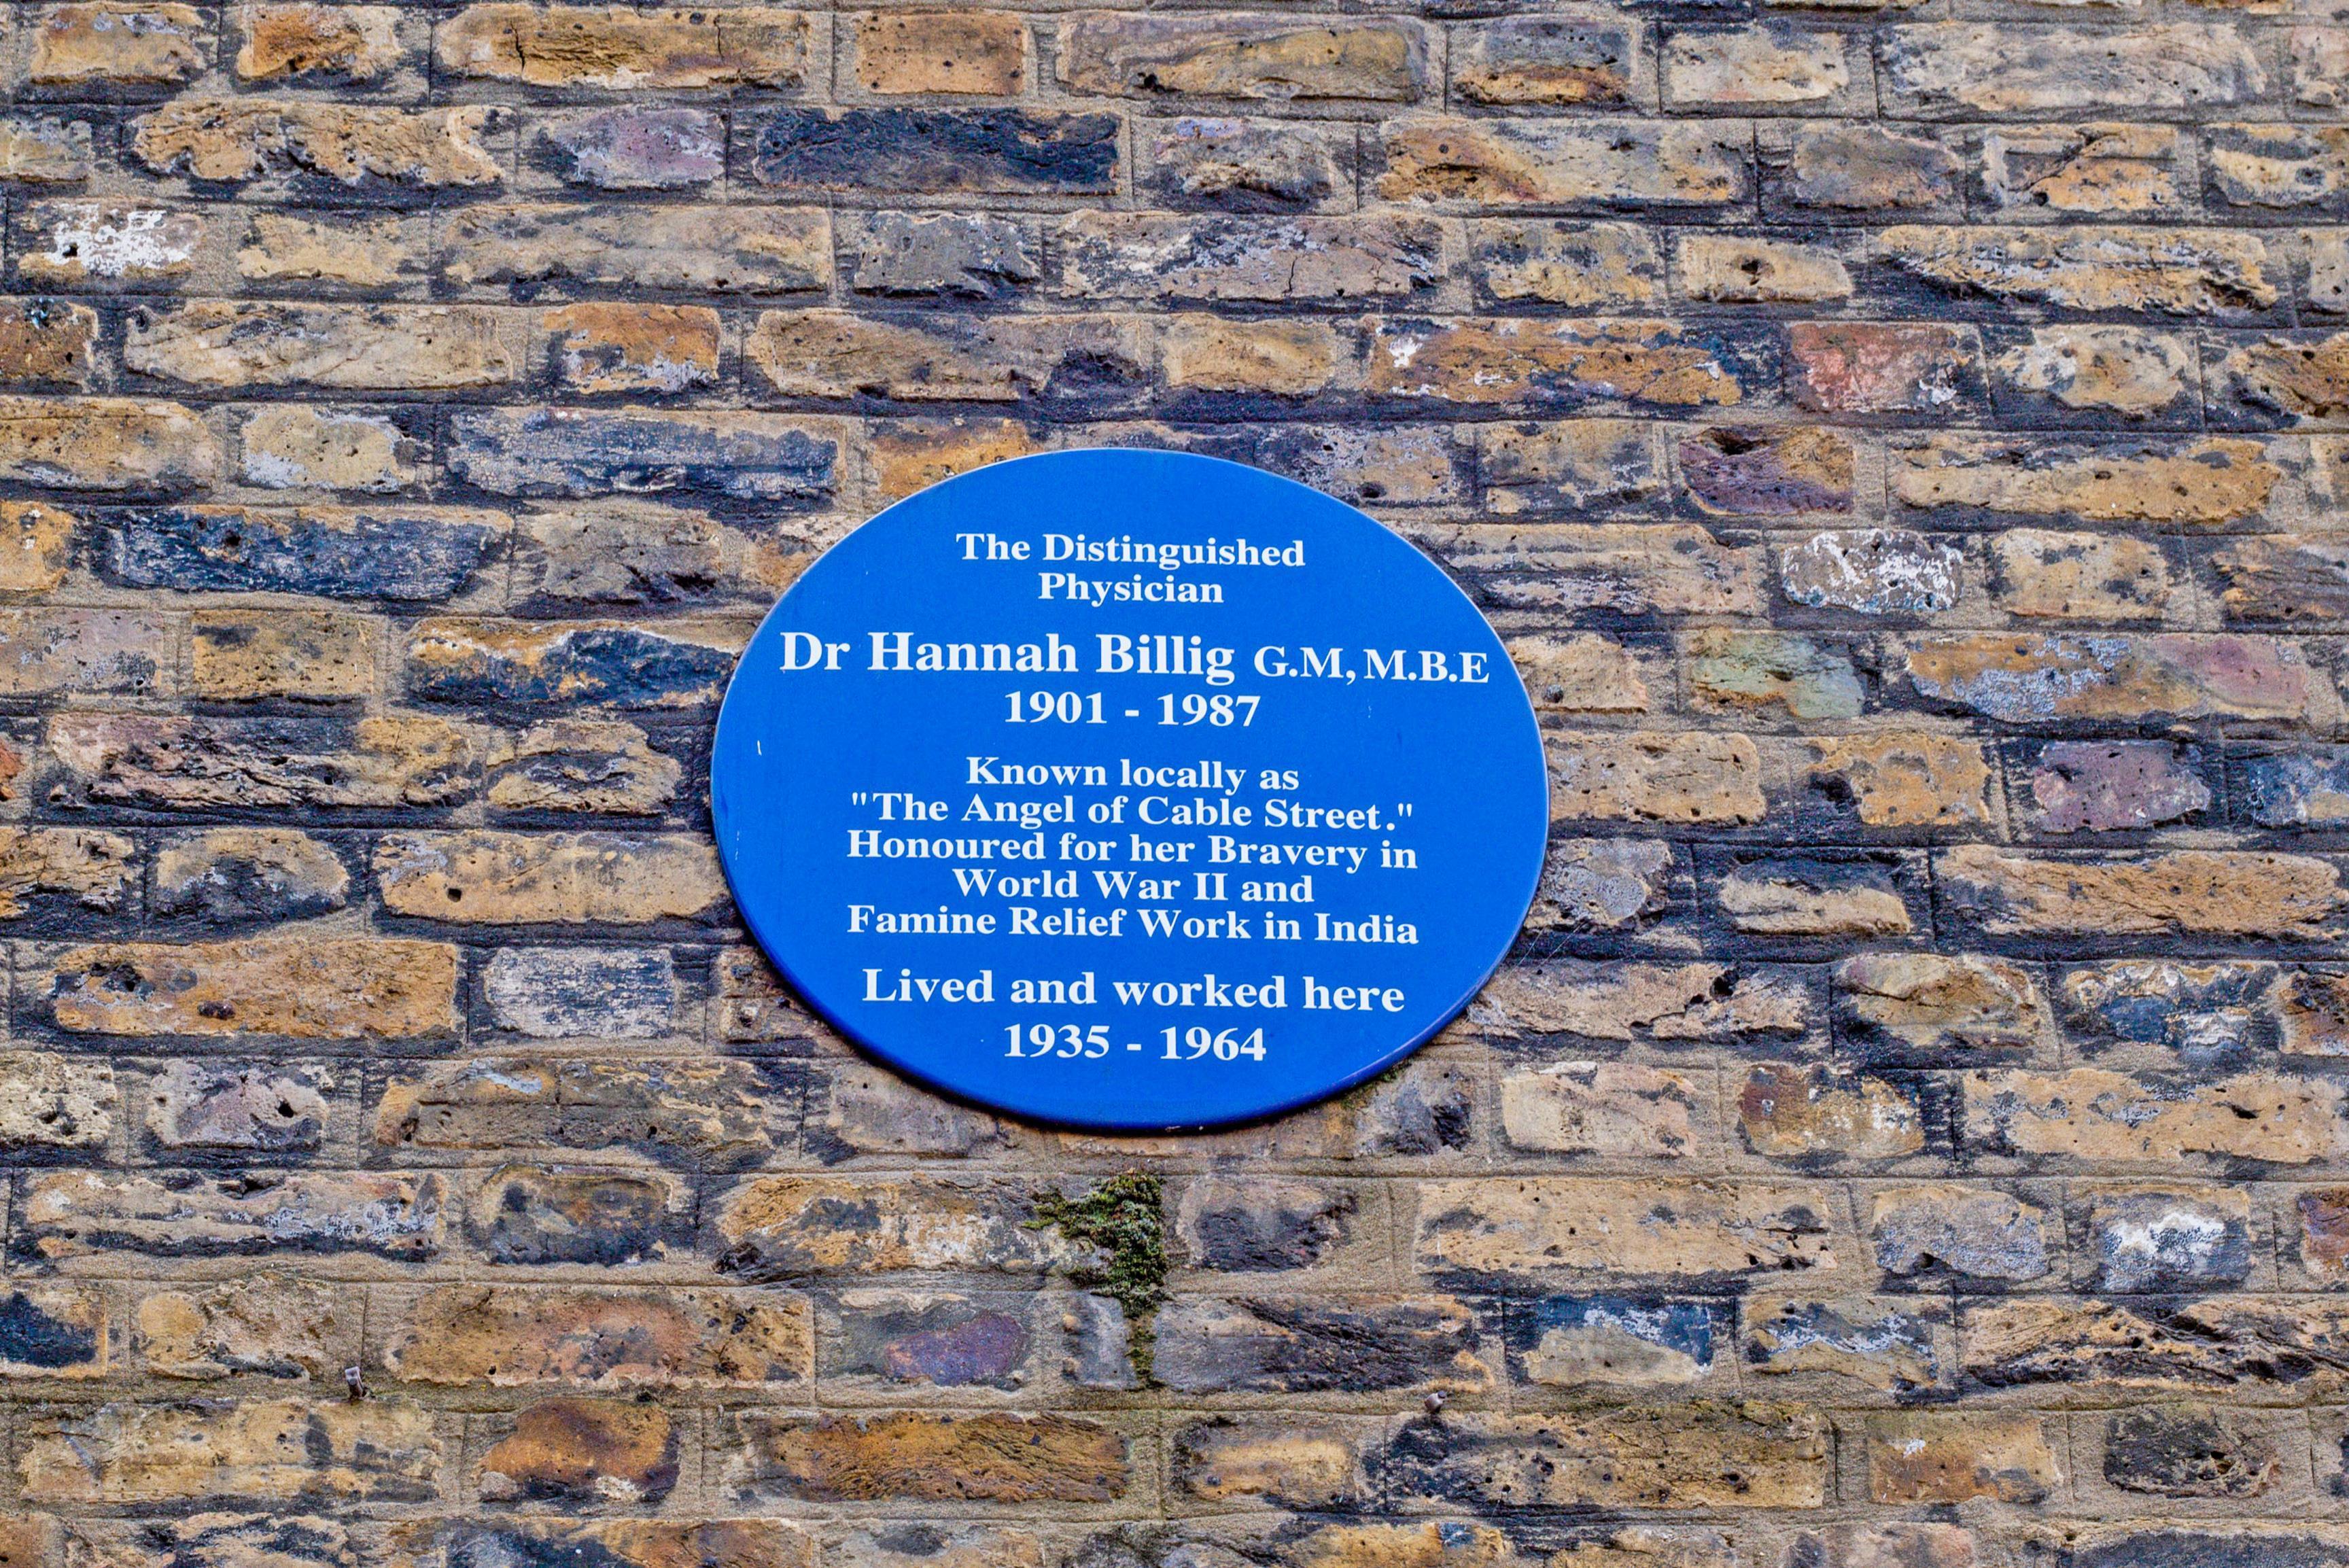 The Distinguished
Physician
Dr Hannah Billig G.M, M.B.E
1901 - 1987
Known locally as
"The Angel of Cable Street."
Honoured for her Bravery in
World War II and
Famine Relief Work in India
Lived and worked here
1935 - 1964